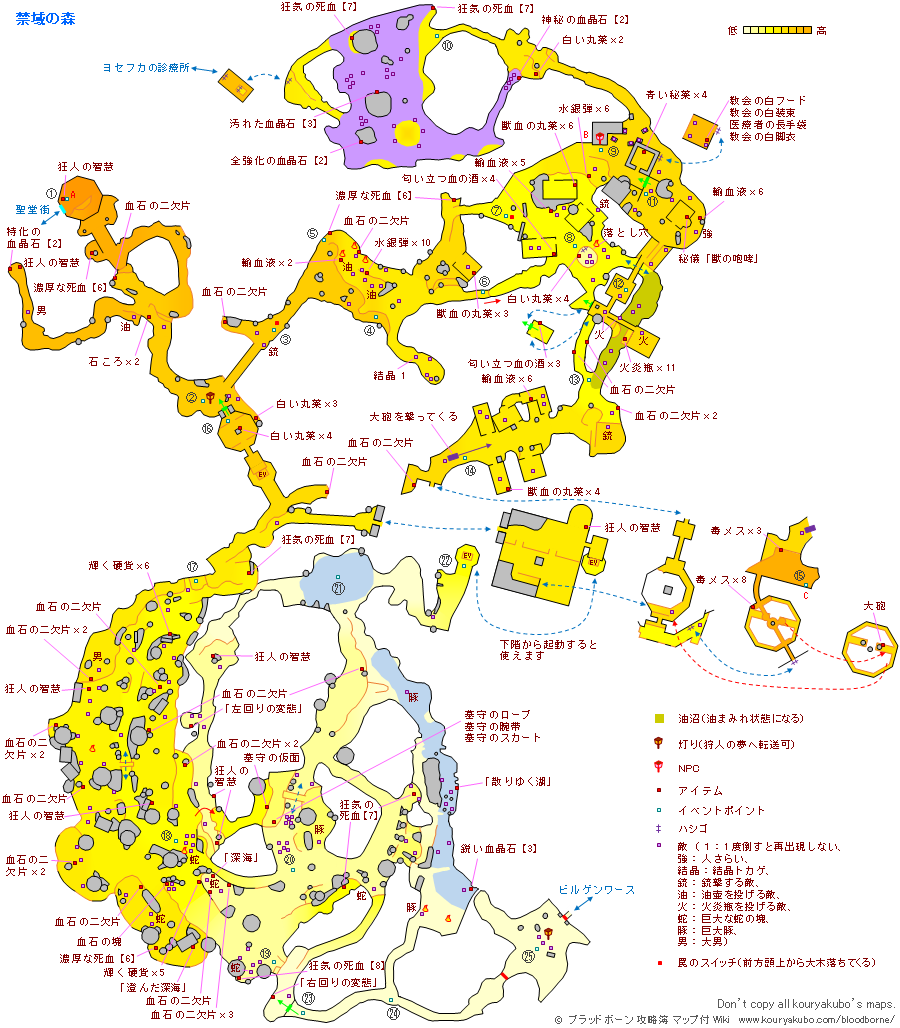 禁域の森
狂気の死血【7】
狂気の死血【7】
神秘の血晶石【2】
白い丸薬×2
低
高
ヨセフカの診療所
⑩
青い秘薬×4
教会の白フード
教会の白装束
医療者の長手袋
教会の白脚衣
水銀弾×6
B
⑨
獣血の丸薬×6
汚れた血晶石【3】
全強化の血晶石【2】
輸血液×5
匂い立つ血の酒×4
狂人の智慧
①
A
聖堂街
血石の二欠片
濃厚な死血【6】
血石の二欠片
⑦
銃
⑪
輸血液×6
特化の
血晶石【2】
⑤
水銀弾×10
⑧
落とし穴
強
狂人の智慧
輸血液×2
油
秘儀「獣の咆哮」
濃厚な死血【6】
油
⑥
⑫
男
血石の二欠片
白い丸薬×4
油
④
獣血の丸薬×3
火
火
石ころ×2
③
銃
結晶 1
匂い立つ血の酒×3
火炎瓶×11
輸血液×6
⑬
血石の二欠片
②
白い丸薬×3
大砲を撃ってくる
血石の二欠片×2
⑯
白い丸薬×4
血石の二欠片
銃
血石の二欠片
⑭
EV
獣血の丸薬×4
狂人の智慧
毒メス×3
狂気の死血【7】
輝く硬貨×6
⑰
㉒
EV
EV
⑮
㉑
毒メス×8
C
血石の二欠片
大砲
血石の二欠片×2
下階から起動すると
使えます
男
狂人の智慧
狂人の智慧
血石の二欠片
豚
「左回りの変態」
墓守のローブ
墓守の腕帯
墓守のスカート
油沼(油まみれ状態になる)
灯り(狩人の夢へ転送可)
血石の二
欠片×2
血石の二欠片×2
墓守の仮面
NPC
狂人の
智慧
「散りゆく湖」
アイテム
血石の二欠片
狂気の
死血【7】
イベントポイント
狂人の智慧
ハシゴ
⑱
豚
敵（１：１度倒すと再出現しない、
強：人さらい、
結晶：結晶トカゲ、
銃：銃撃する敵、
油：油壺を投げる敵、
火：火炎瓶を投げる敵、
蛇：巨大な蛇の塊、
豚：巨大豚、
男：大男）
蛇
「深海」
⑳
鋭い血晶石【3】
血石の二
欠片×2
蛇
蛇
ビルゲンワース
豚
血石の二欠片
蛇
血石の塊
⑲
㉕
濃厚な死血【6】
蛇
狂気の死血【8】
罠のスイッチ(前方頭上から大木落ちてくる)
輝く硬貨×5
「右回りの変態」
「澄んだ深海」
血石の二欠片
㉓
㉔
血石の二欠片×3
Don't copy all kouryakubo's maps.
© ブラッドボーン攻略簿 マップ付 Wiki www.kouryakubo.com/bloodborne/